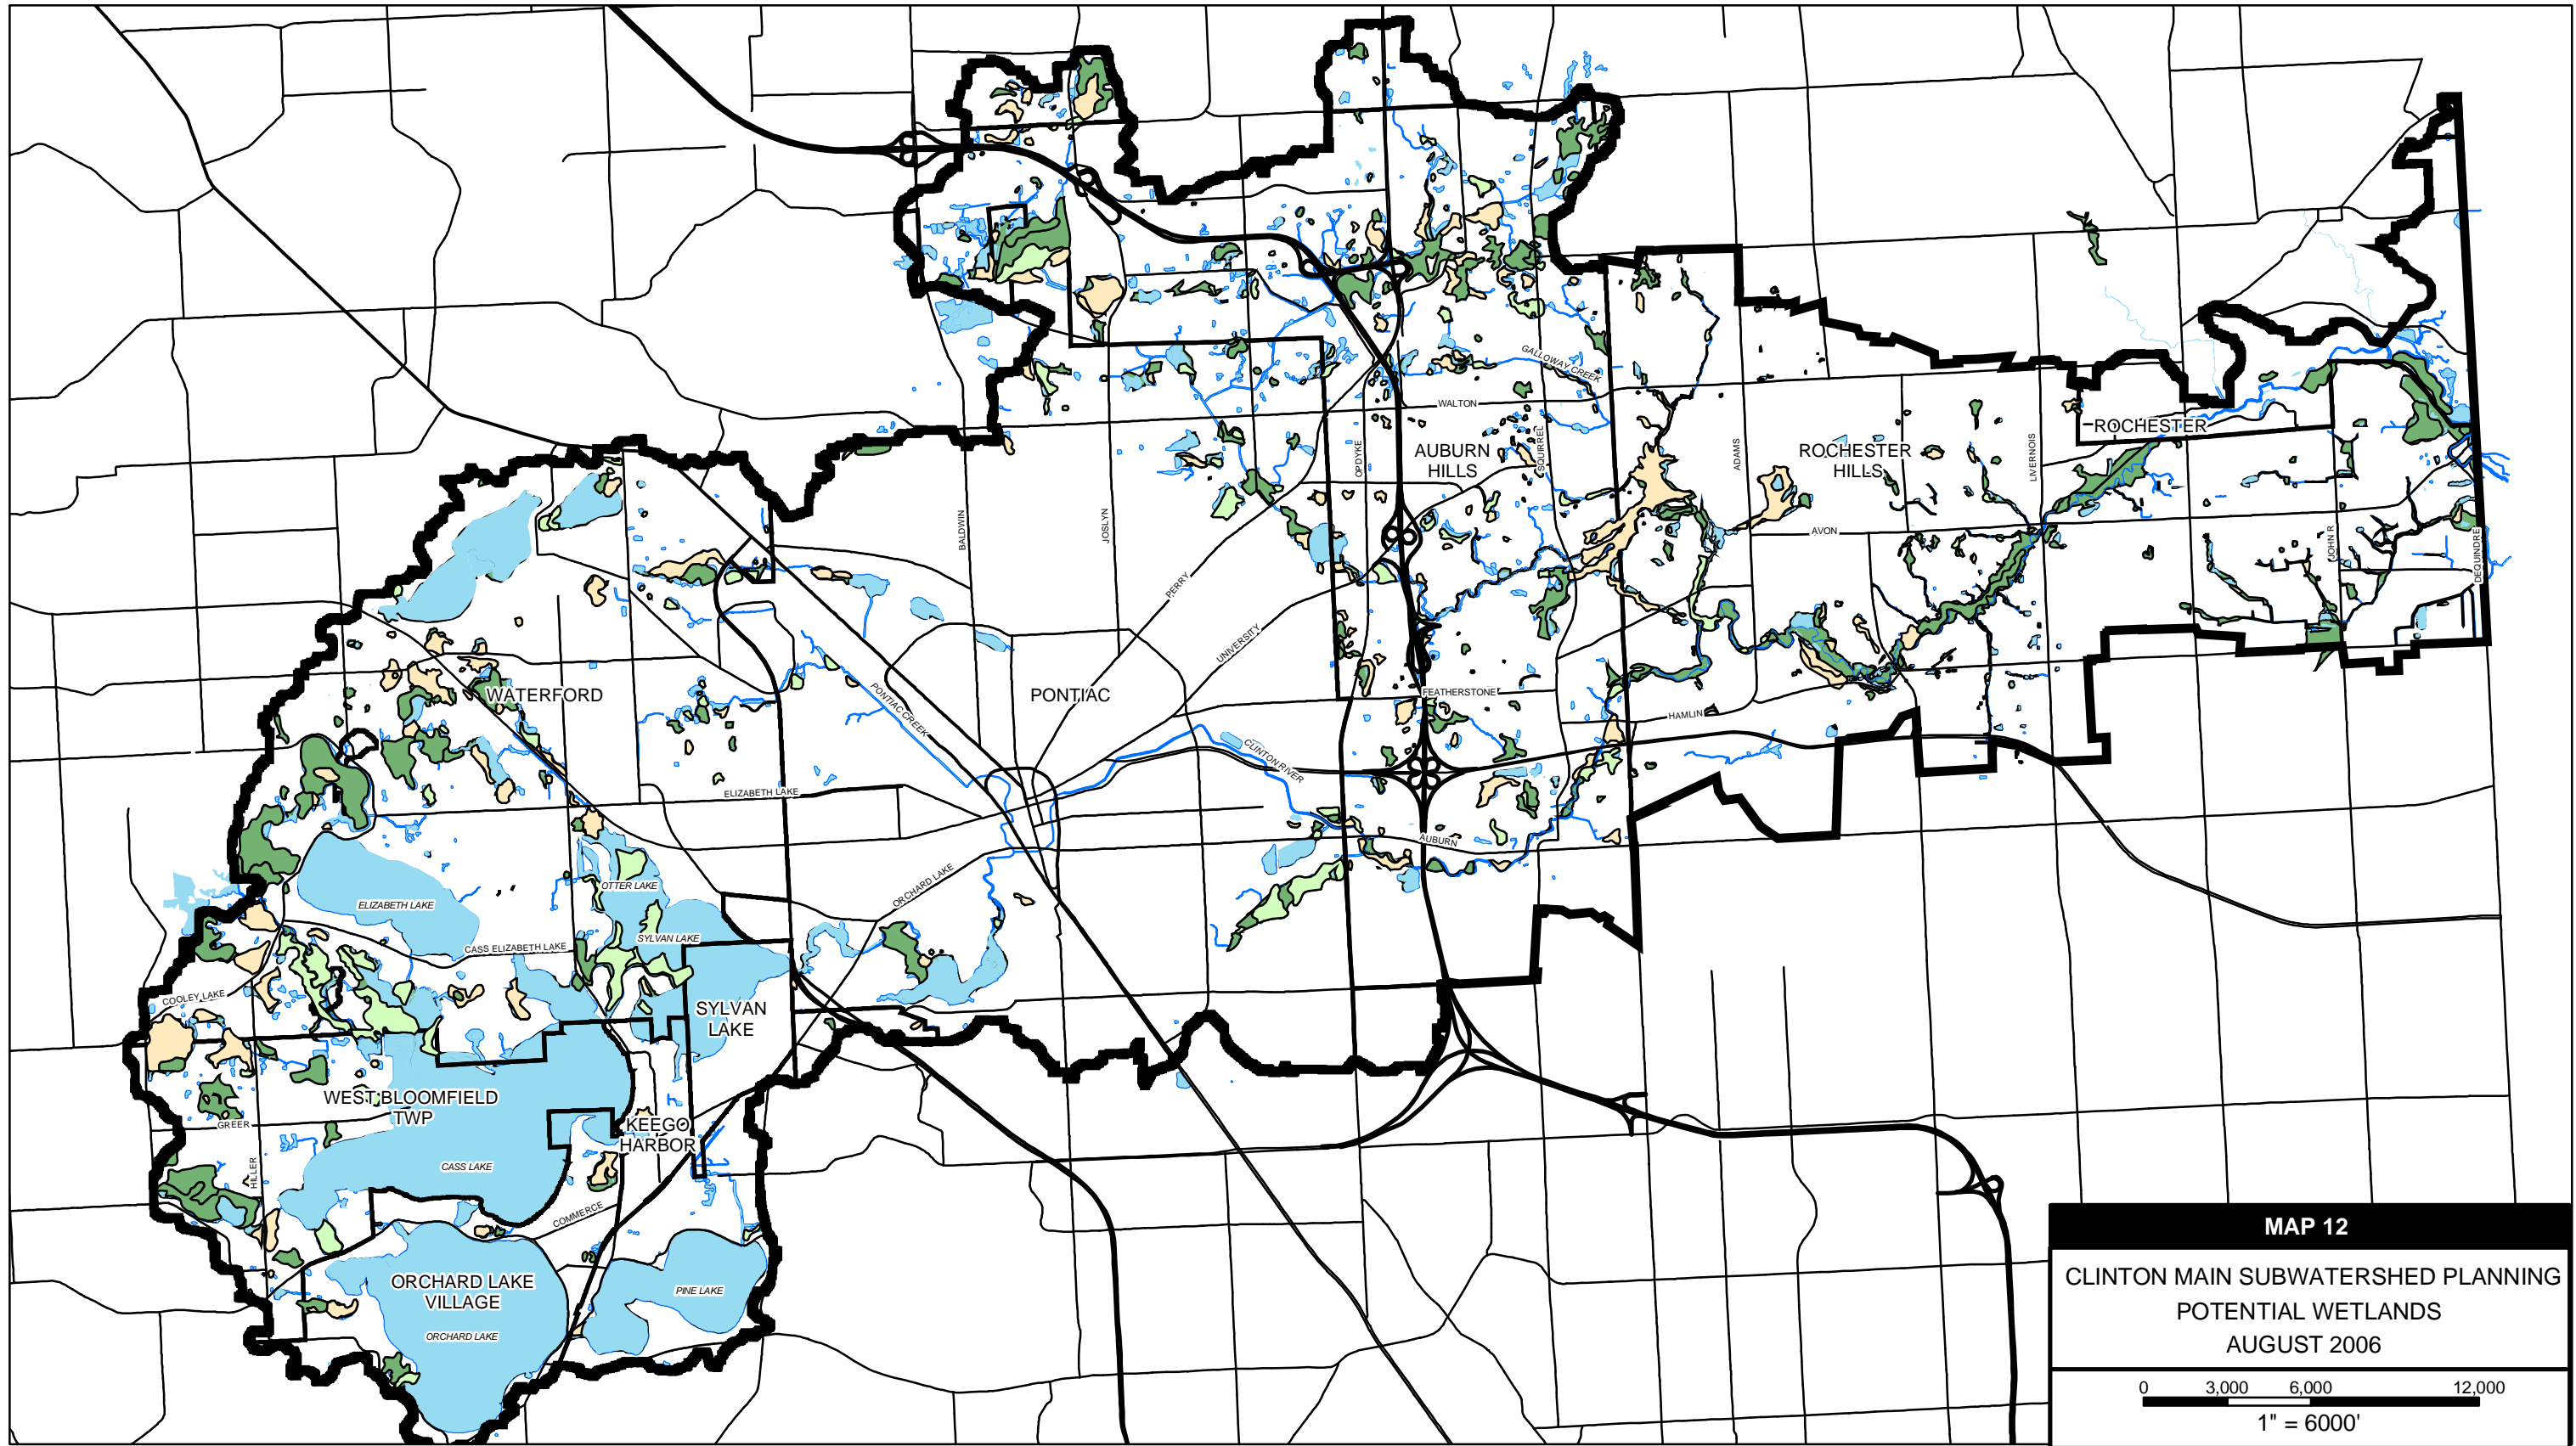 GALLOWAY CREEK
WALTON
ROCHESTER
OPDYKE
AUBURN
HILLS
SQUIRREL
ADAMS
ROCHESTER
HILLS
LIVERNOIS
BALDWIN
JOSLYN
AVON
JOHN R
DEQUINDRE
PERRY
UNIVERSITY
WATERFORD
PONTIAC CREEK
PONTIAC
FEATHERSTONE
HAMLIN
CLINTON RIVER
ELIZABETH LAKE
AUBURN
ORCHARD LAKE
OTTER LAKE
ELIZABETH LAKE
SYLVAN LAKE
CASS ELIZABETH LAKE
COOLEY LAKE
SYLVAN
LAKE
WEST BLOOMFIELD
TWP
GREER
KEEGO
HARBOR
CASS LAKE
HILLER
COMMERCE
ORCHARD LAKE
VILLAGE
PINE LAKE
ORCHARD LAKE
MAP 12
CLINTON MAIN SUBWATERSHED PLANNING
POTENTIAL WETLANDS
AUGUST 2006
0 3,000 6,000 12,000
1" = 6000'